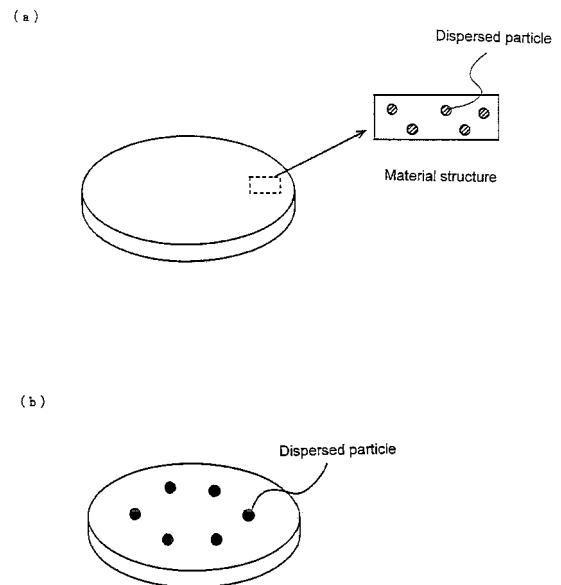 (a)
Dispersed particle
Material structure
(b)
Dispersed particle